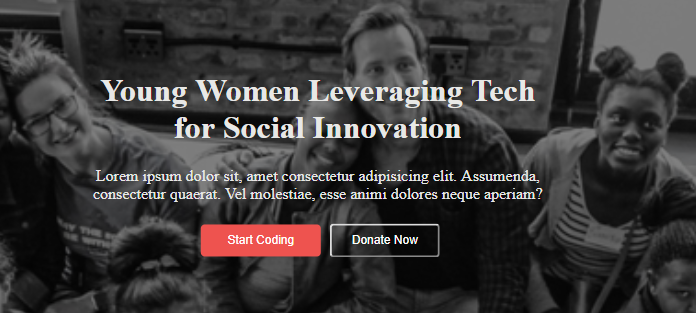 Young Women Leveraging Tech
for Social Innovation
Lorem ipsum dolor sit, amet consectetur adipisicing elit. Assumenda,
consectetur quaerat. Vel molestiae, esse animi dolores neque aperiam?
Start Coding
Donate Now